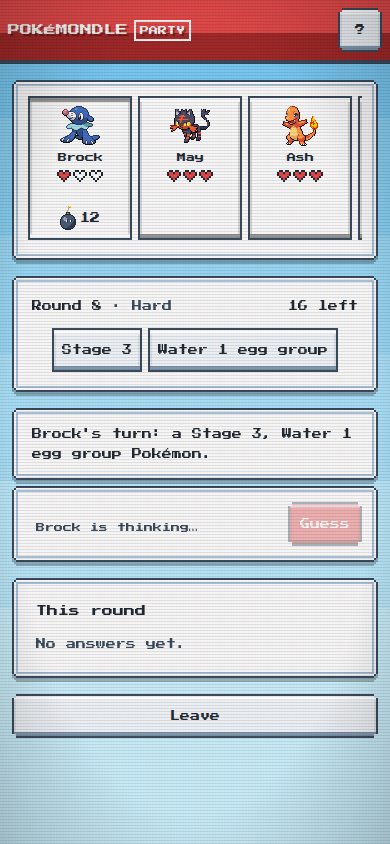 POKéMONDLE PARTY
?
Brock
May
Ash
12
Round 8 · Hard
16 left
Stage 3
Water 1 egg group
Brock's turn: a Stage 3, Water 1
egg group Pokémon.
Brock is thinking…
Guess
This round
No answers yet.
Leave